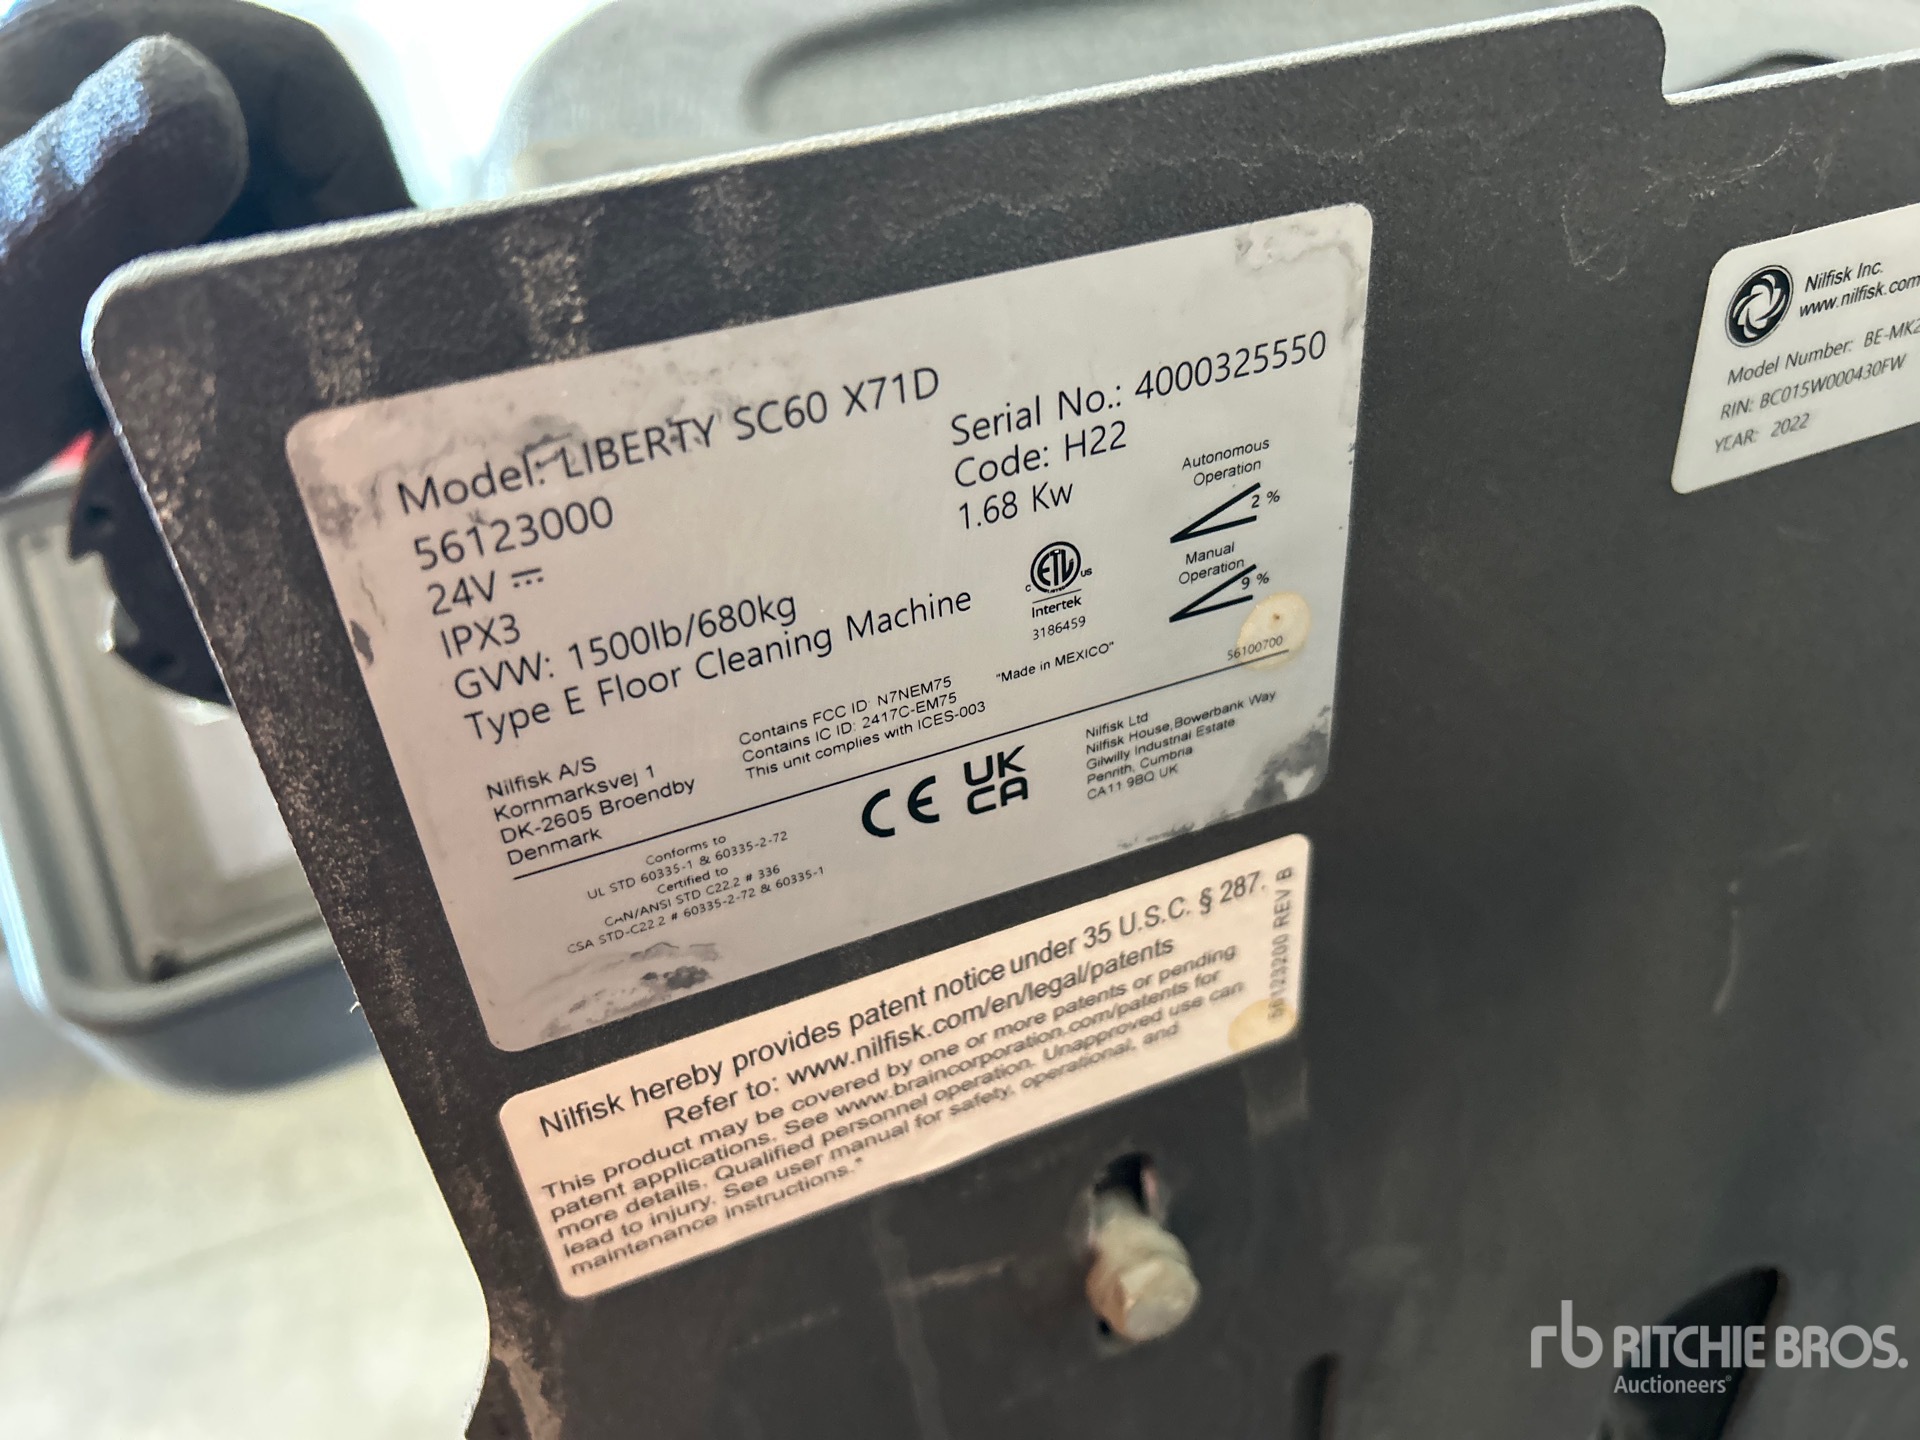 Model: LIBERTY SC60 X71D
56123000
24V
IPX3
GVW: 1500lb/680kg
Type E Floor Cleaning Machine
Serial No.: 4000325550
Code: H22
1.68 Kw
Autonomous
Operation
2 %
Manual
Operation
9 %
ETL
C US
LISTED
Intertek
3186459
"Made in MEXICO"
56100700
Nilfisk A/S
Kornmarksvej 1
DK-2605 Broendby
Denmark
Contains FCC ID: N7NEM75
Contains IC ID: 2417C-EM75
This unit complies with ICES-003
Conforms to
UL STD 60335-1 & 60335-2-72
Certified to
CAN/ANSI STD C22.2 # 336
CSA STD-C22.2 # 60335-2-72 & 60335-1
CE
UK
CA
Nilfisk Ltd
Nilfisk House, Bowerbank Way
Gilwilly Industrial Estate
Penrith, Cumbria
CA11 9BQ UK
Nilfisk hereby provides patent notice under 35 U.S.C. § 287.
Refer to: www.nilfisk.com/en/legal/patents
This product may be covered by one or more patents or pending
patent applications. See www.braincorporation.com/patents for
more details. Qualified personnel operation. Unapproved use can
lead to injury. See user manual for safety, operational, and
maintenance instructions."
56123200 REV B
Nilfisk Inc.
www.nilfisk.com
Model Number: BE-MK2
RIN: BC015W000430FW
YEAR: 2022
rb RITCHIE BROS.
Auctioneers®